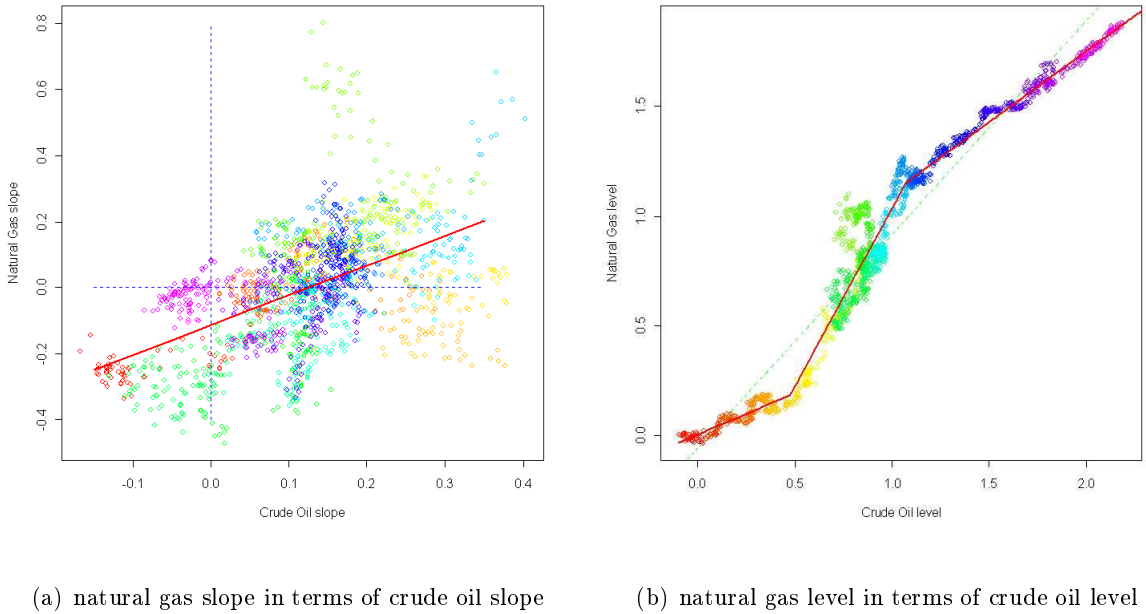 0.8
0.6
0.4
0.2
0.0
-0.2
-0.4
Natural Gas slope
-0.1 0.0 0.1 0.2 0.3 0.4
Crude Oil slope
1.5
1.0
0.5
0.0
Natural Gas level
0.0 0.5 1.0 1.5 2.0
Crude Oil level
(a) natural gas slope in terms of crude oil slope
(b) natural gas level in terms of crude oil level